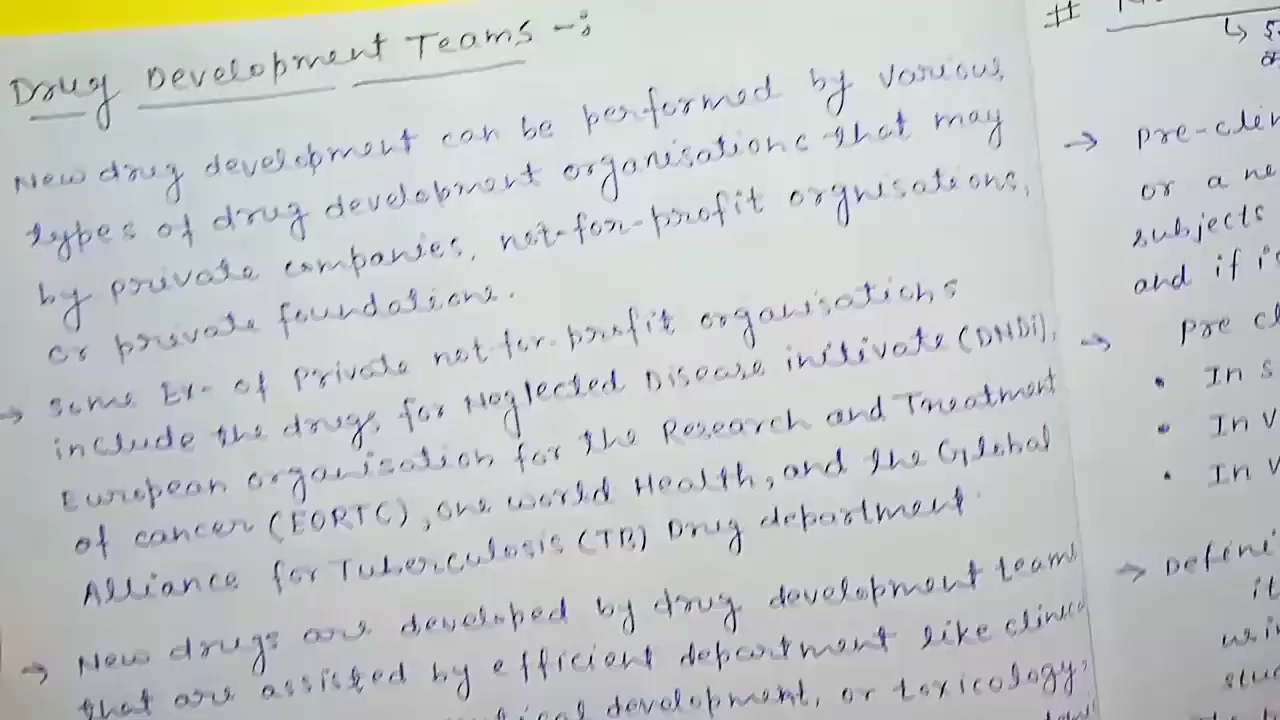 Drug Development Teams -:
New drug development can be performed by various
types of drug development organisations that may
by private companies, not-for-profit orgnisations,
or private foundations.
→ Some Ex- of Private not-for-profit organisations
include the drugs for Neglected Disease initivate (DNDi),
European organisation for the Research and Treatment
of cancer (EORTC), one world Health, and the Global
Alliance for Tuberculosis (TB) Drug department.
→ New drugs are developed by drug development teams
that are assisted by efficient department like clinical
development, or toxicology,
#
→ pre-clin
or a ne
subjects
and if i
→ pre cl
• In s
• In v
• In v
→ Defini
it